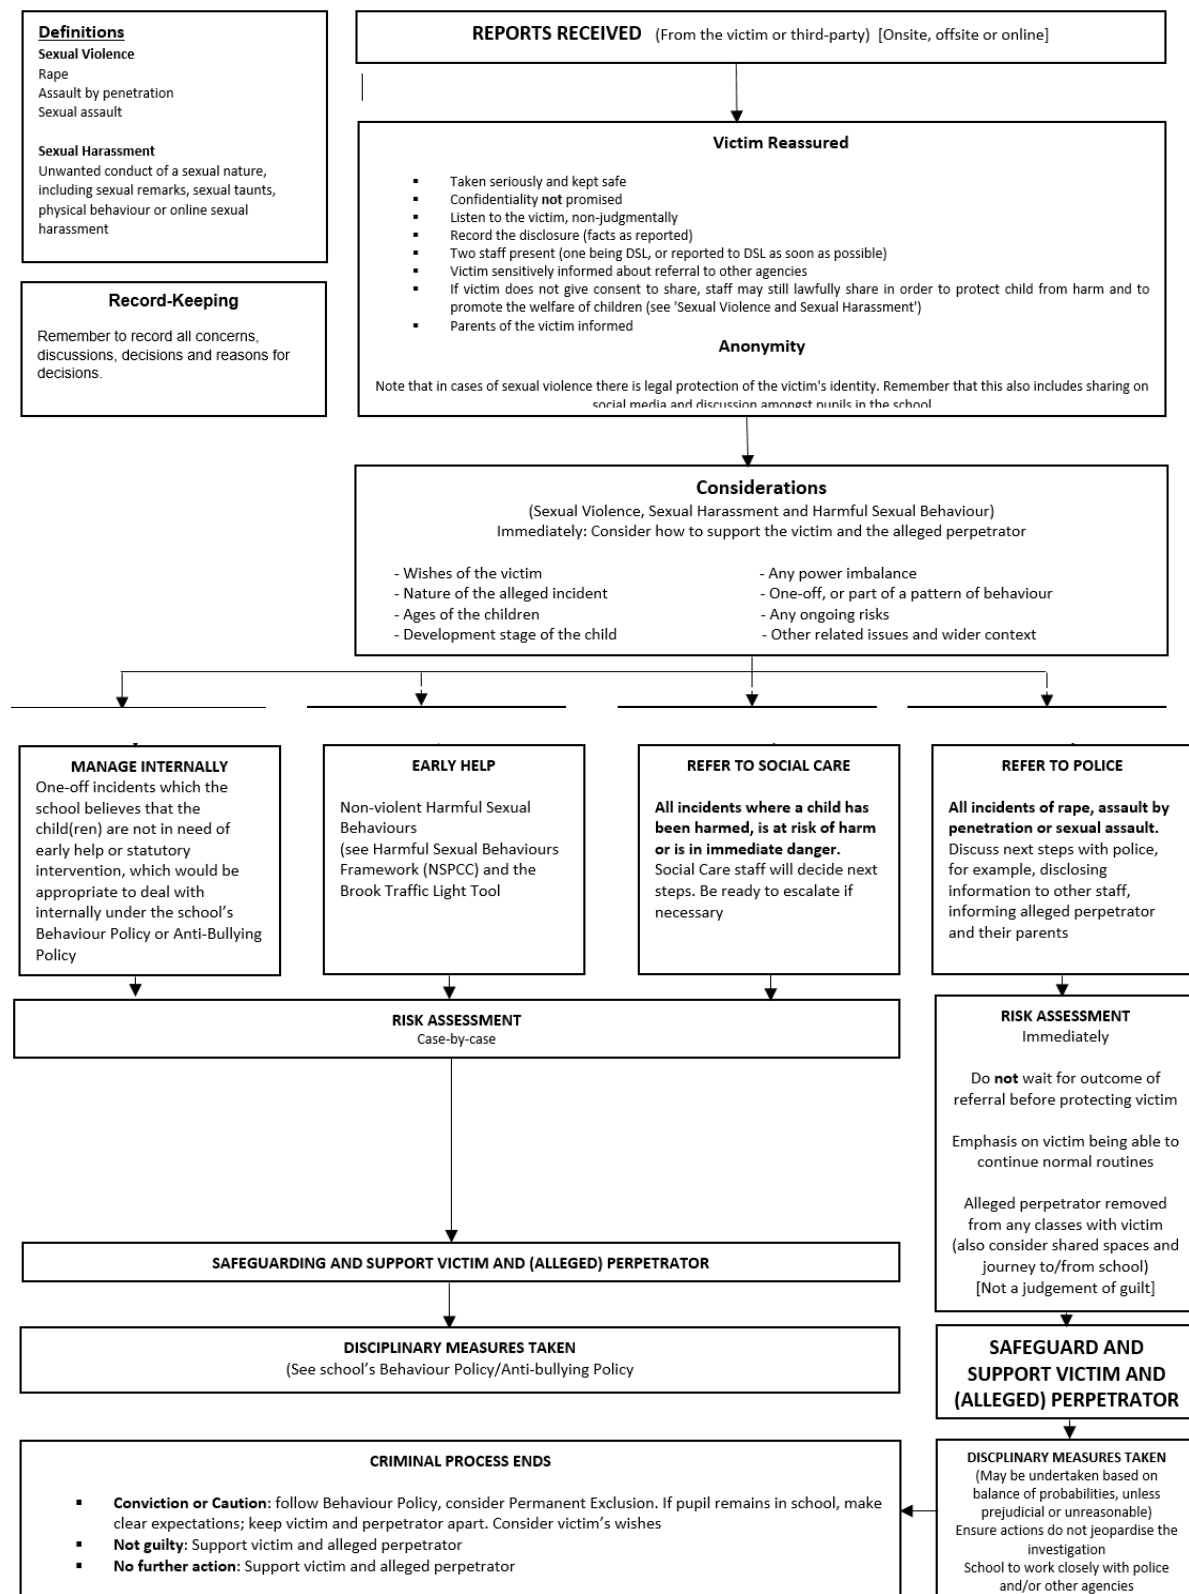 Definitions
Sexual Violence
Rape
Assault by penetration
Sexual assault
Sexual Harassment
Unwanted conduct of a sexual nature,
including sexual remarks, sexual taunts,
physical behaviour or online sexual
harassment
Record-Keeping
Remember to record all concerns,
discussions, decisions and reasons for
decisions.
REPORTS RECEIVED (From the victim or third-party) [Onsite, offsite or online]
Victim Reassured
▪ Taken seriously and kept safe
▪ Confidentiality not promised
▪ Listen to the victim, non-judgmentally
▪ Record the disclosure (facts as reported)
▪ Two staff present (one being DSL, or reported to DSL as soon as possible)
▪ Victim sensitively informed about referral to other agencies
▪ If victim does not give consent to share, staff may still lawfully share in order to protect child from harm and to
promote the welfare of children (see 'Sexual Violence and Sexual Harassment')
▪ Parents of the victim informed
Anonymity
Note that in cases of sexual violence there is legal protection of the victim's identity. Remember that this also includes sharing on
social media and discussion amongst pupils in the school
Considerations
(Sexual Violence, Sexual Harassment and Harmful Sexual Behaviour)
Immediately: Consider how to support the victim and the alleged perpetrator
- Wishes of the victim
- Nature of the alleged incident
- Ages of the children
- Development stage of the child
- Any power imbalance
- One-off, or part of a pattern of behaviour
- Any ongoing risks
- Other related issues and wider context
MANAGE INTERNALLY
One-off incidents which the
school believes that the
child(ren) are not in need of
early help or statutory
intervention, which would be
appropriate to deal with
internally under the school's
Behaviour Policy or Anti-Bullying
Policy
EARLY HELP
Non-violent Harmful Sexual
Behaviours
(see Harmful Sexual Behaviours
Framework (NSPCC) and the
Brook Traffic Light Tool
REFER TO SOCIAL CARE
All incidents where a child has
been harmed, is at risk of harm
or is in immediate danger.
Social Care staff will decide next
steps. Be ready to escalate if
necessary
REFER TO POLICE
All incidents of rape, assault by
penetration or sexual assault.
Discuss next steps with police,
for example, disclosing
information to other staff,
informing alleged perpetrator
and their parents
RISK ASSESSMENT
Case-by-case
RISK ASSESSMENT
Immediately
Do not wait for outcome of
referral before protecting victim
Emphasis on victim being able to
continue normal routines
Alleged perpetrator removed
from any classes with victim
(also consider shared spaces and
journey to/from school)
[Not a judgement of guilt]
SAFEGUARDING AND SUPPORT VICTIM AND (ALLEGED) PERPETRATOR
DISCIPLINARY MEASURES TAKEN
(See school's Behaviour Policy/Anti-bullying Policy
SAFEGUARD AND
SUPPORT VICTIM AND
(ALLEGED) PERPETRATOR
CRIMINAL PROCESS ENDS
▪ Conviction or Caution: follow Behaviour Policy, consider Permanent Exclusion. If pupil remains in school, make
clear expectations; keep victim and perpetrator apart. Consider victim's wishes
▪ Not guilty: Support victim and alleged perpetrator
▪ No further action: Support victim and alleged perpetrator
DISCPLINARY MEASURES TAKEN
(May be undertaken based on
balance of probabilities, unless
prejudicial or unreasonable)
Ensure actions do not jeopardise the
investigation
School to work closely with police
and/or other agencies